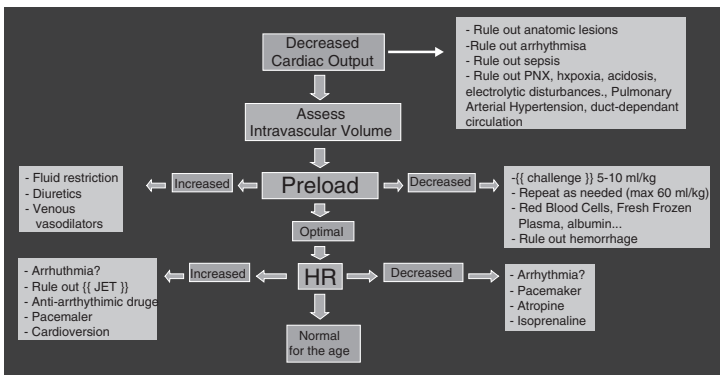 Decreased
Cardiac Output
- Rule out anatomic lesions
-Rule out arrhythmisa
- Rule out sepsis
- Rule out PNX, hxpoxia, acidosis,
electrolytic disturbances., Pulmonary
Arterial Hypertension, duct-dependant
circulation
Assess
Intravascular Volume
- Fluid restriction
- Diuretics
- Venous
vasodilators
Increased
Preload
Decreased
-{{ challenge }} 5-10 ml/kg
- Repeat as needed (max 60 ml/kg)
- Red Blood Cells, Fresh Frozen
Plasma, albumin...
- Rule out hemorrhage
Optimal
- Arrhuthmia?
- Rule out {{ JET }}
- Anti-arrthythimic druge
- Pacemaler
- Cardioversion
Increased
HR
Decreased
- Arrhythmia?
- Pacemaker
- Atropine
- Isoprenaline
Normal
for the age